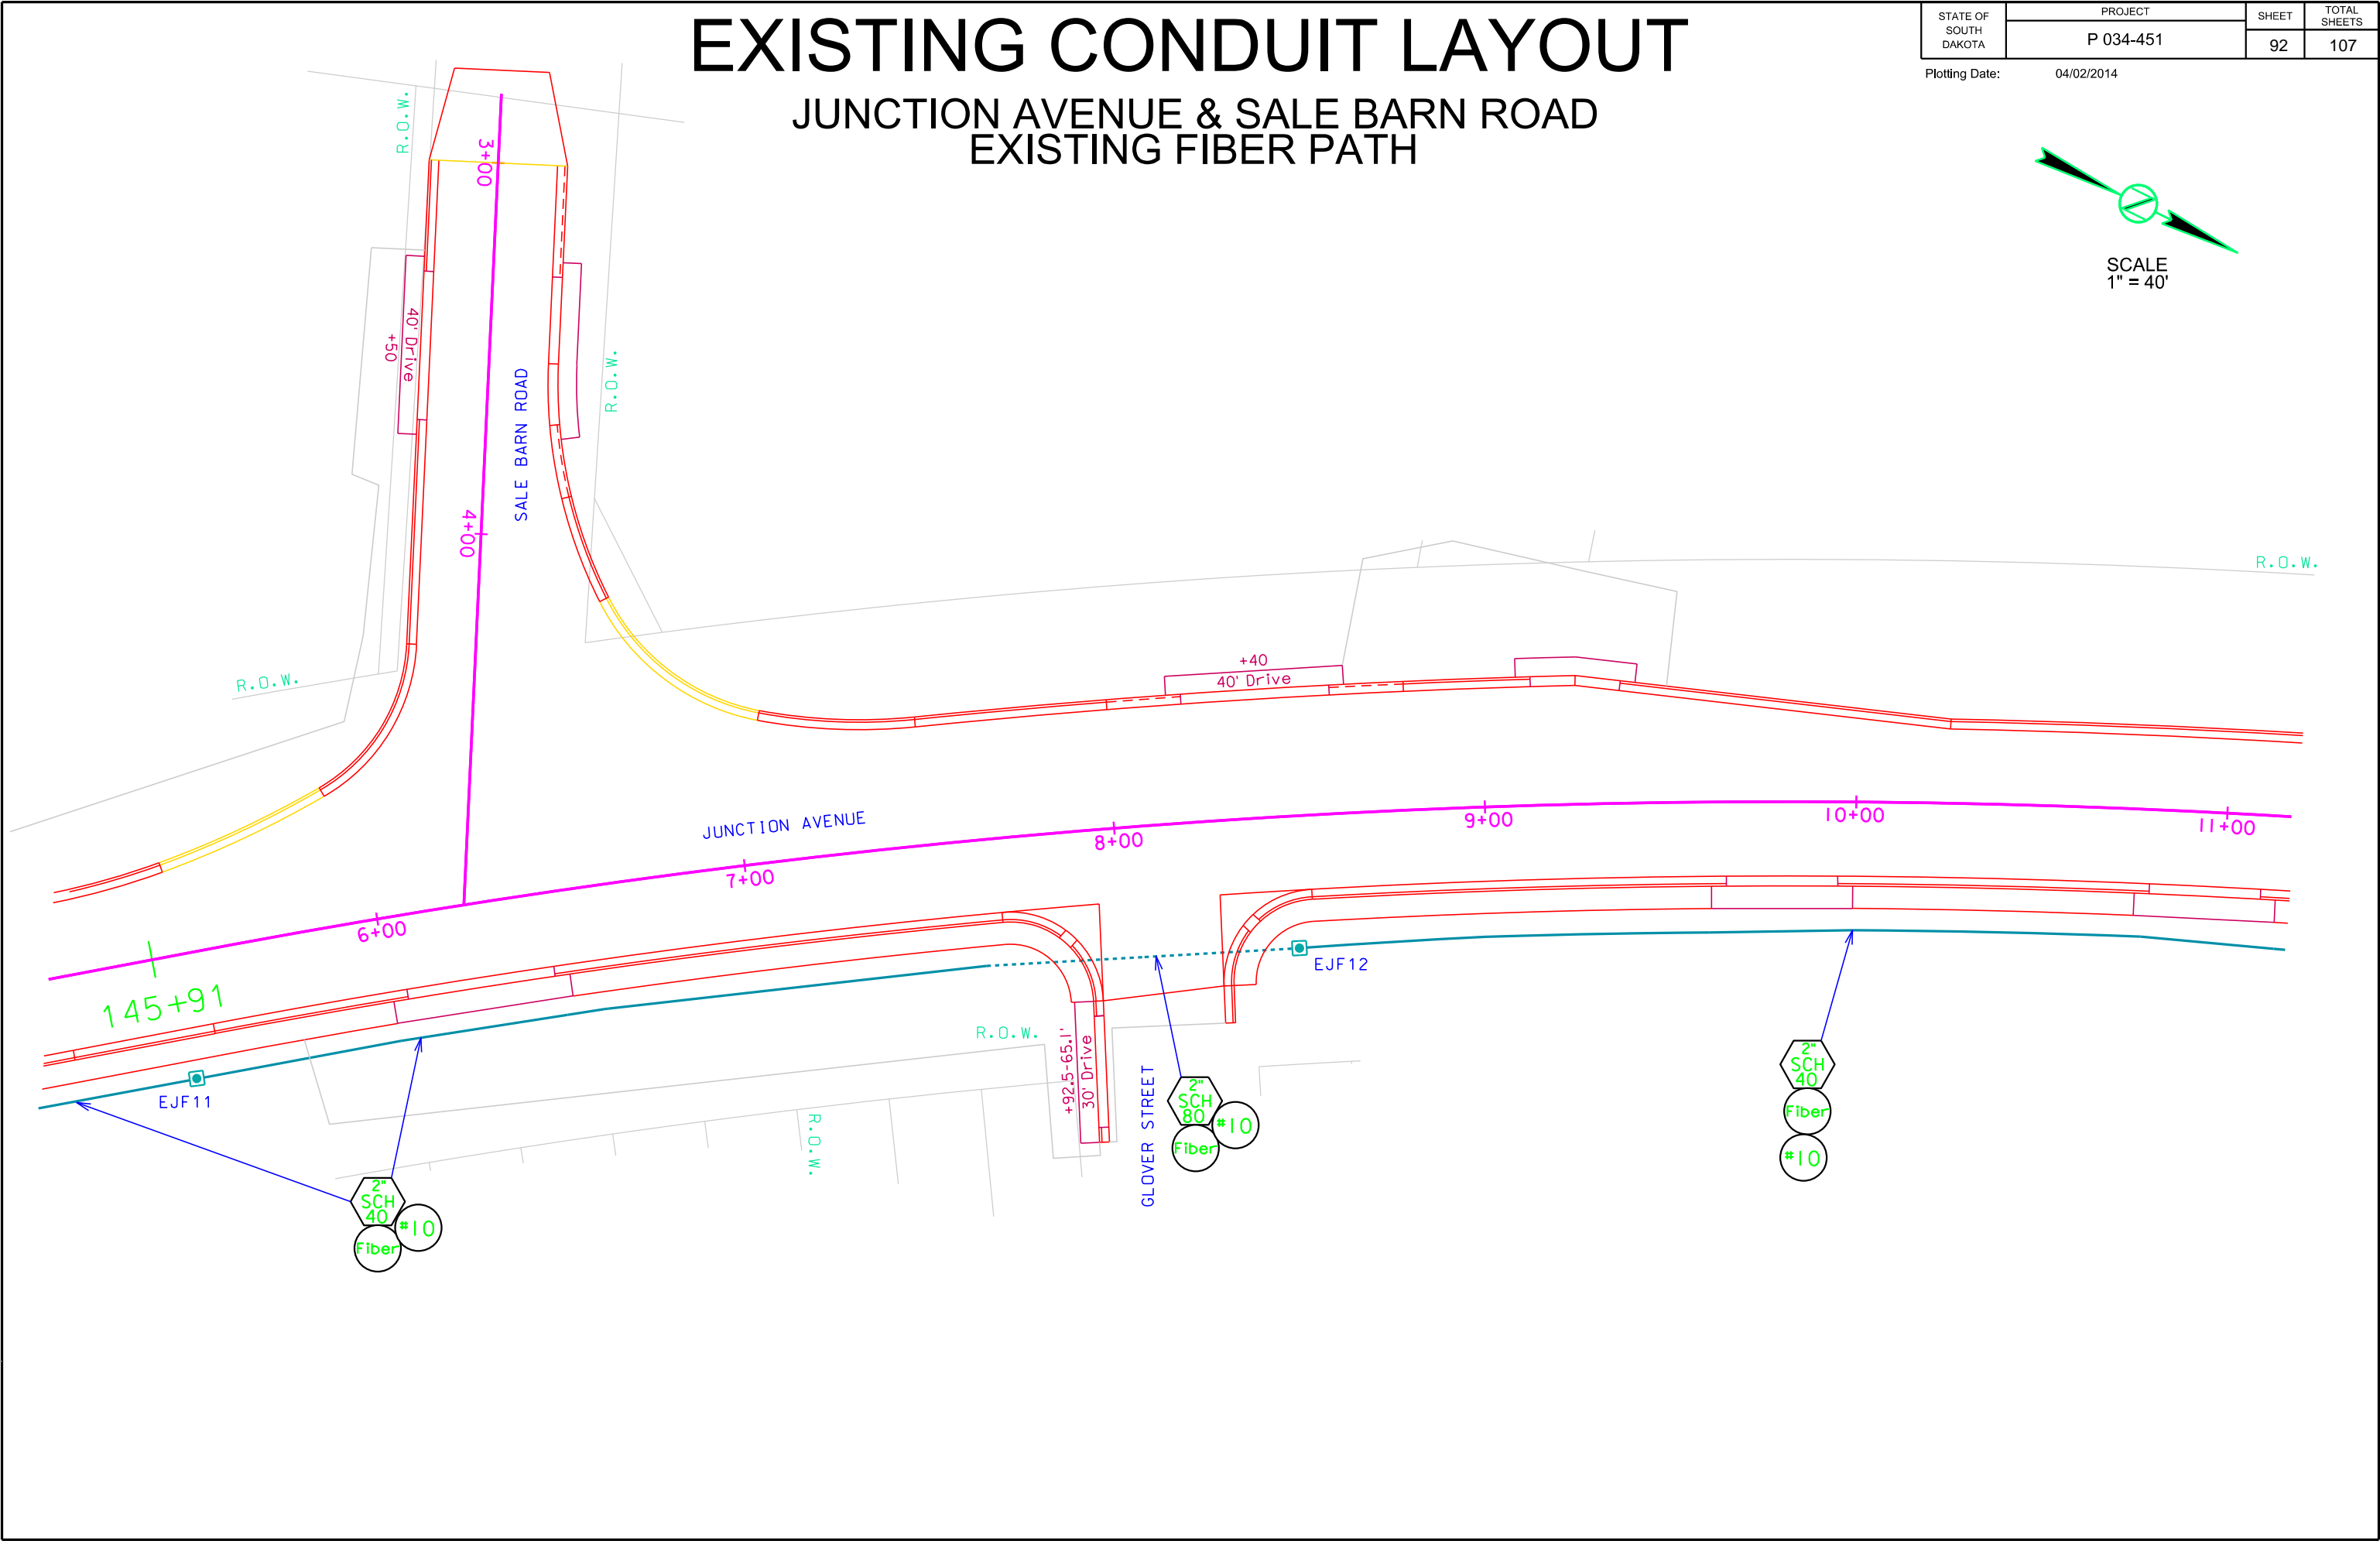 EXISTING CONDUIT LAYOUT
JUNCTION AVENUE & SALE BARN ROAD
EXISTING FIBER PATH
STATE OF
SOUTH
DAKOTA
PROJECT
P 034-451
SHEET
92
TOTAL
SHEETS
107
Plotting Date: 04/02/2014
N
SCALE
1" = 40'
R.O.W.
3+00
40' Drive
+50
SALE BARN ROAD
R.O.W.
4+00
R.O.W.
R.O.W.
+40
40' Drive
JUNCTION AVENUE
6+00
7+00
8+00
9+00
10+00
11+00
145+91
EJF11
EJF12
R.O.W.
+92.5-65.1'
30' Drive
GLOVER STREET
R.O.W.
2"
SCH
40
#10
Fiber
2"
SCH
80
#10
Fiber
2"
SCH
40
Fiber
#10